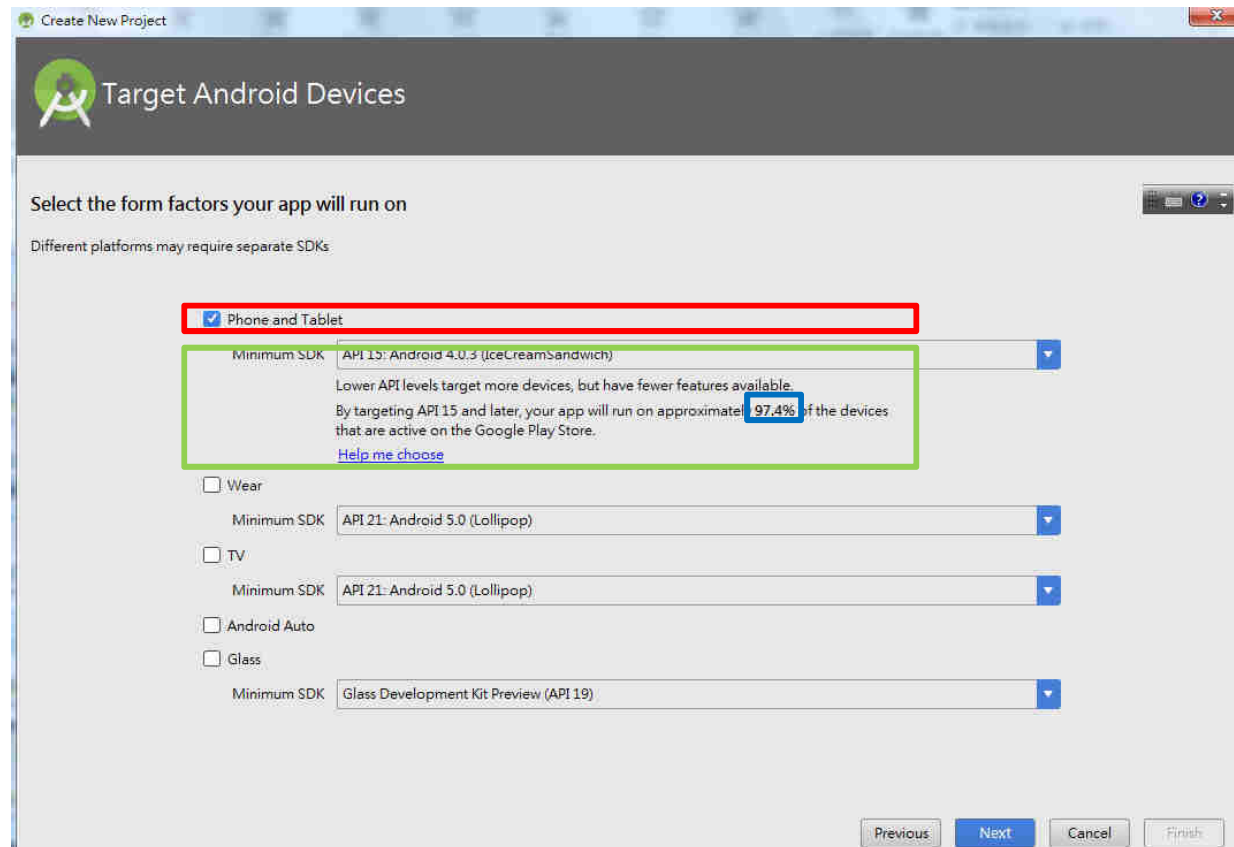 Create New Project
Target Android Devices
Select the form factors your app will run on
Different platforms may require separate SDKs
Phone and Tablet
Minimum SDK API 15: Android 4.0.3 (IceCreamSandwich)
Lower API levels target more devices, but have fewer features available.
By targeting API 15 and later, your app will run on approximately 97.4% of the devices
that are active on the Google Play Store.
Help me choose
Wear
Minimum SDK API 21: Android 5.0 (Lollipop)
TV
Minimum SDK API 21: Android 5.0 (Lollipop)
Android Auto
Glass
Minimum SDK Glass Development Kit Preview (API 19)
Previous Next Cancel Finish